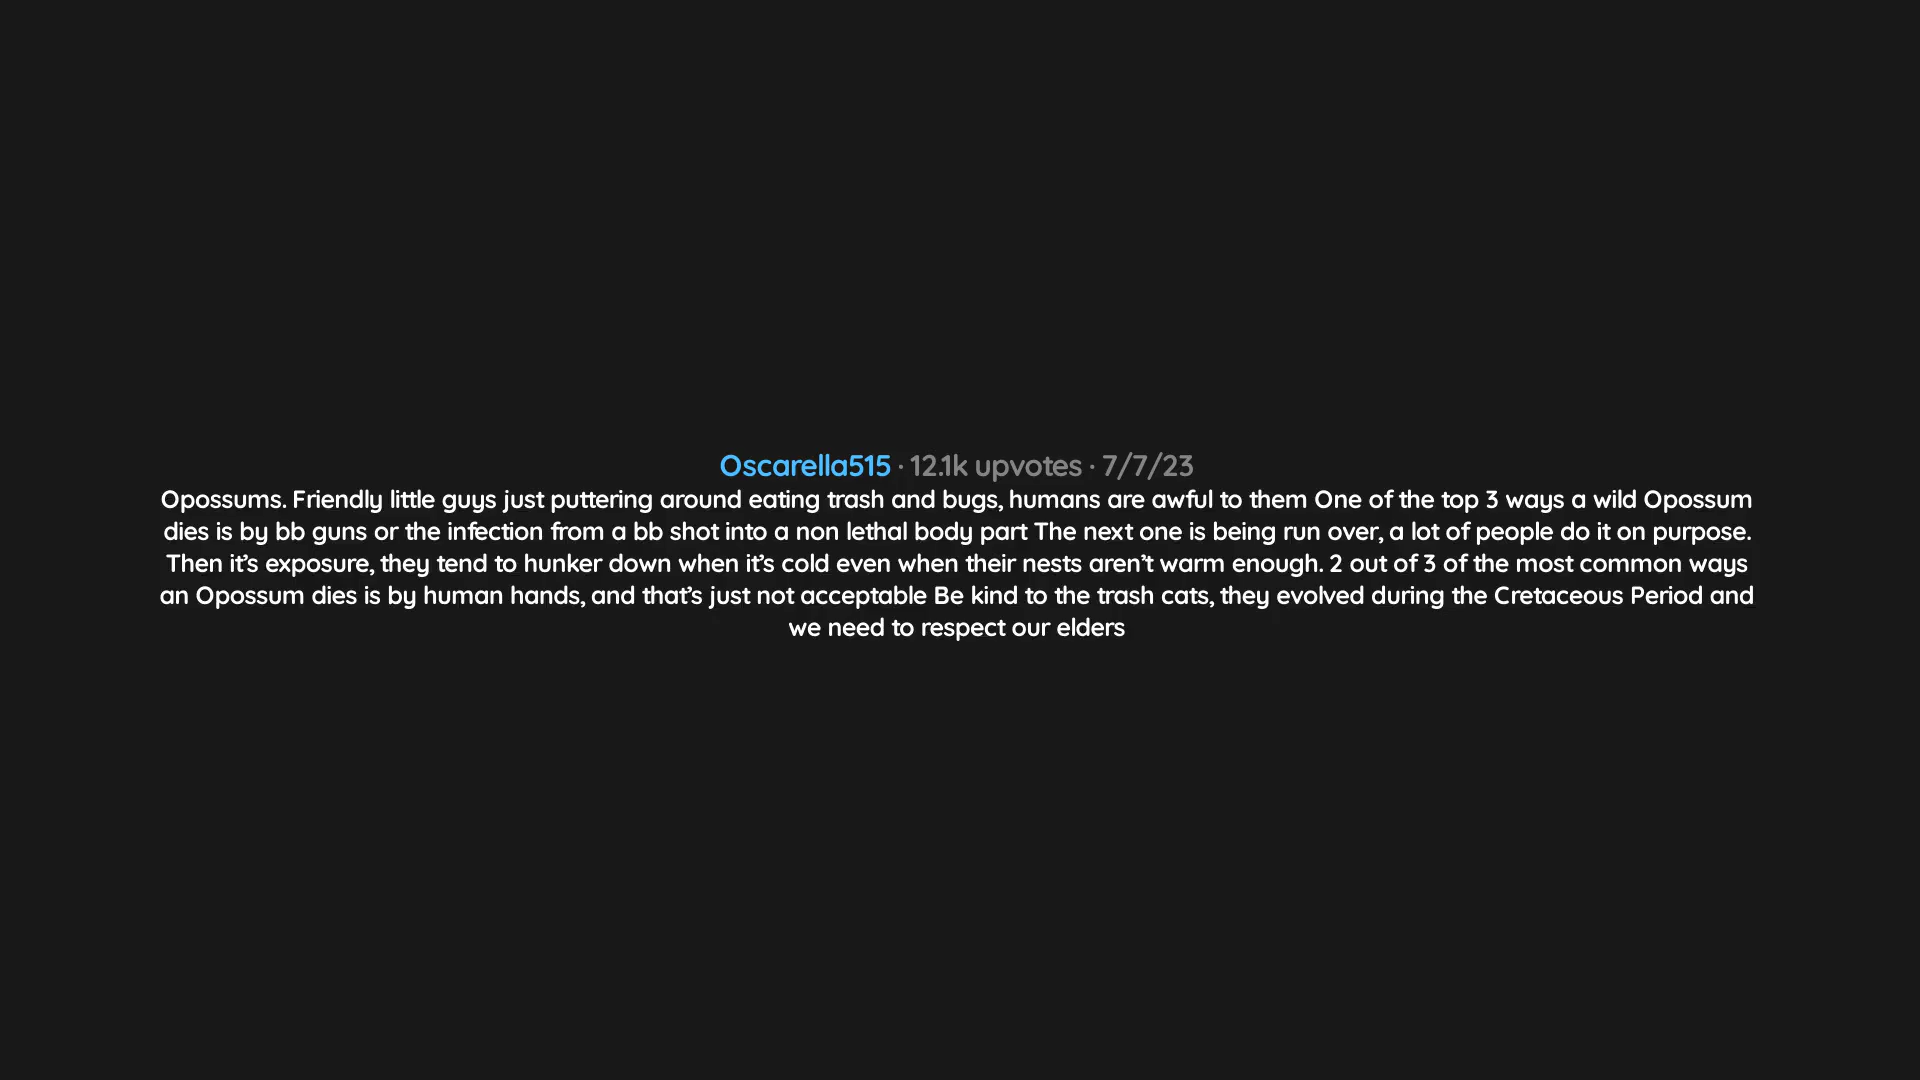 Oscarella515 · 12.1k upvotes · 7/7/23
Opossums. Friendly little guys just puttering around eating trash and bugs, humans are awful to them One of the top 3 ways a wild Opossum
dies is by bb guns or the infection from a bb shot into a non lethal body part The next one is being run over, a lot of people do it on purpose.
Then it’s exposure, they tend to hunker down when it’s cold even when their nests aren’t warm enough. 2 out of 3 of the most common ways
an Opossum dies is by human hands, and that’s just not acceptable Be kind to the trash cats, they evolved during the Cretaceous Period and
we need to respect our elders